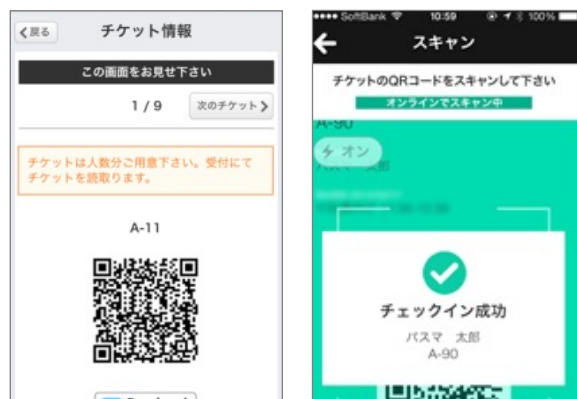 戻る
チケット情報
この画面をお見せ下さい
1 / 9
次のチケット
チケットは人数分ご用意下さい。受付にて
チケットを読取ります。
A-11
SoftBank 10:59 100%
スキャン
チケットのQRコードをスキャンして下さい
オンラインでスキャン中
A-90
オン
チェックイン成功
パスマ 太郎
A-90